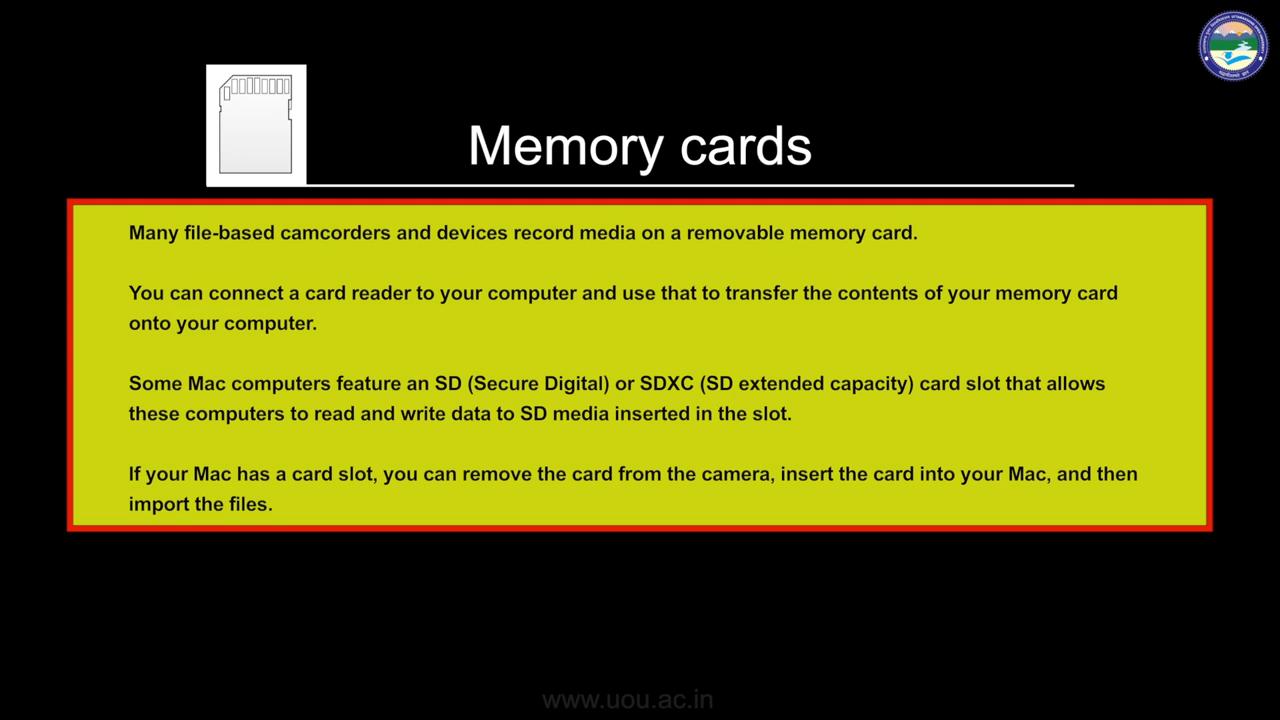 Memory cards
Many file-based camcorders and devices record media on a removable memory card.
You can connect a card reader to your computer and use that to transfer the contents of your memory card
onto your computer.
Some Mac computers feature an SD (Secure Digital) or SDXC (SD extended capacity) card slot that allows
these computers to read and write data to SD media inserted in the slot.
If your Mac has a card slot, you can remove the card from the camera, insert the card into your Mac, and then
import the files.
www.uou.ac.in